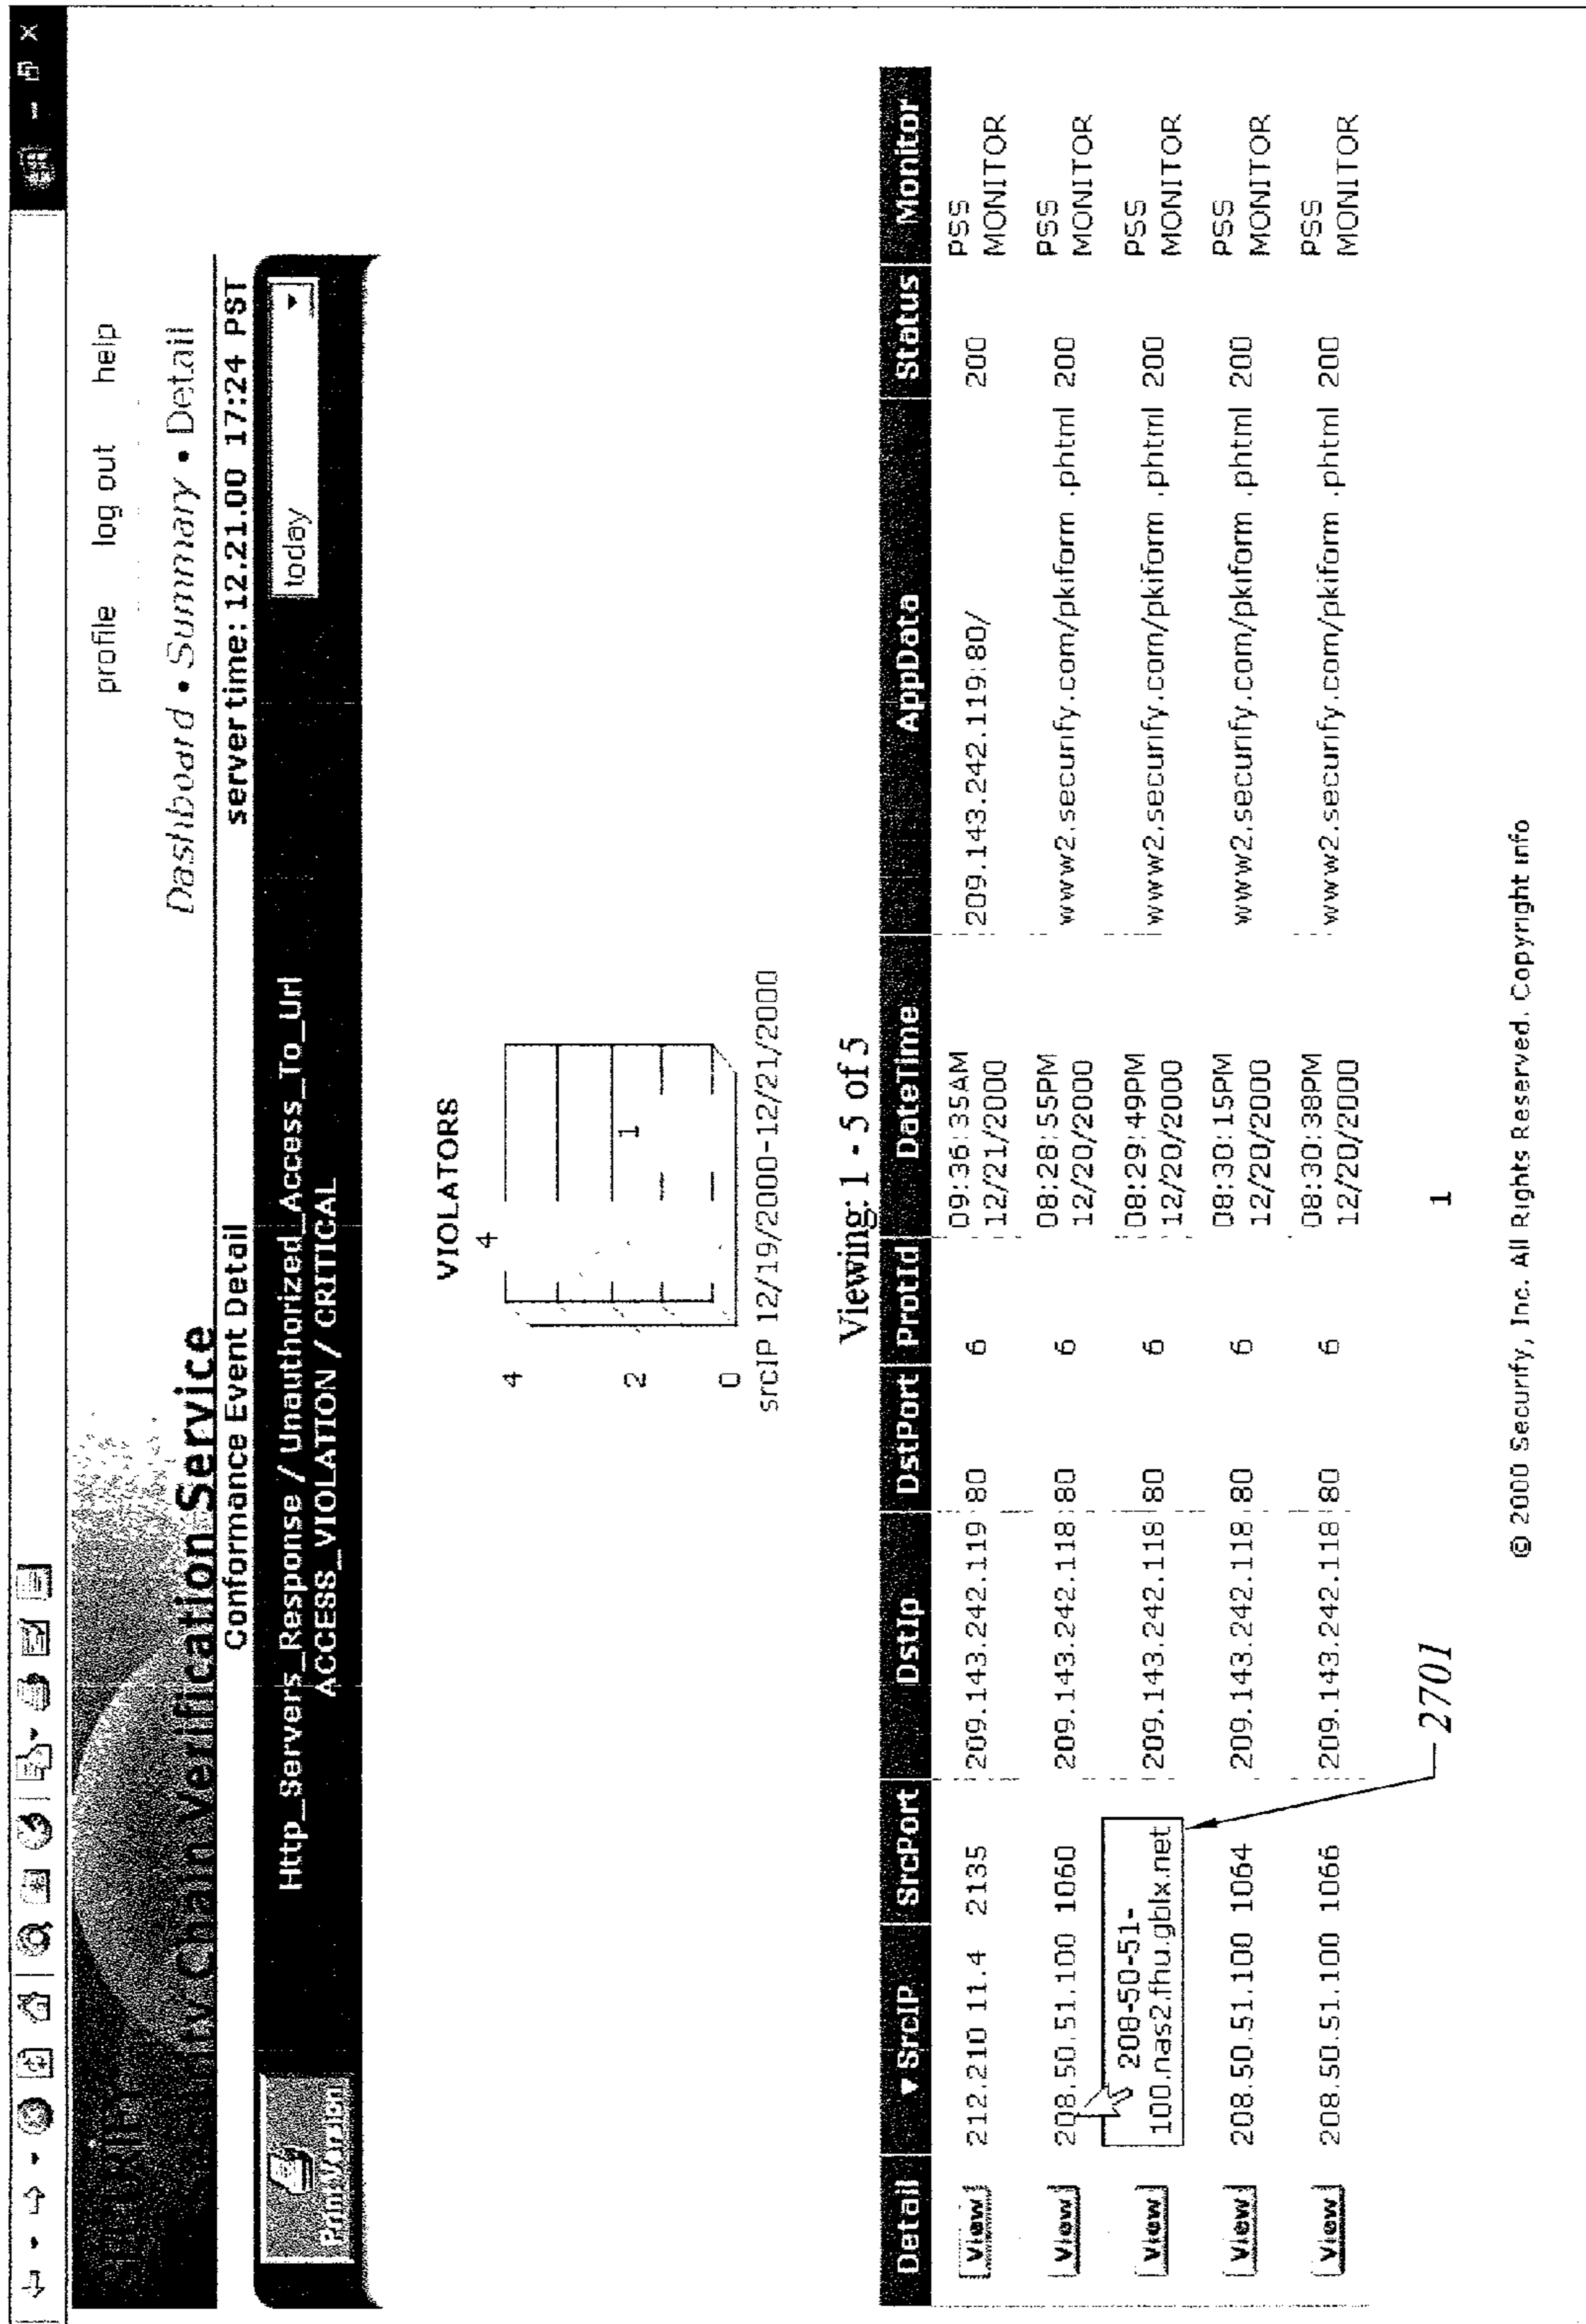 profile log out help
Dashboard • Summary • Detail
Chain Verification Service
Conformance Event Detail
server time: 12.21.00 17:24 PST
Print Version
Http_Servers_Response / Unauthorized_Access_To_Url
ACCESS_VIOLATION / CRITICAL
today
VIOLATORS
4
4
2
1
0
srcIP 12/19/2000-12/21/2000
Viewing: 1 - 5 of 5
Detail SrcIP SrcPort DstIp DstPort ProtId DateTime AppData Status Monitor
View 212.210 11.4 2135 209.143.242.119 80 6 09:36:35AM 12/21/2000 209.143.242.119:80/ 200 PSS MONITOR
View 208.50.51.100 1060 209.143.242.118 80 6 08:28:55PM 12/20/2000 www2.securify.com/pkiform .phtml 200 PSS MONITOR
View 209.143.242.118 80 6 08:29:49PM 12/20/2000 www2.securify.com/pkiform .phtml 200 PSS MONITOR
208-50-51-
100.nas2.fhu.gblx.net
View 208.50.51.100 1064 209.143.242.118 80 6 08:30:15PM 12/20/2000 www2.securify.com/pkiform .phtml 200 PSS MONITOR
View 208.50.51.100 1066 209.143.242.118 80 6 08:30:38PM 12/20/2000 www2.securify.com/pkiform .phtml 200 PSS MONITOR
2701
1
© 2000 Securify, Inc. All Rights Reserved. Copyright info